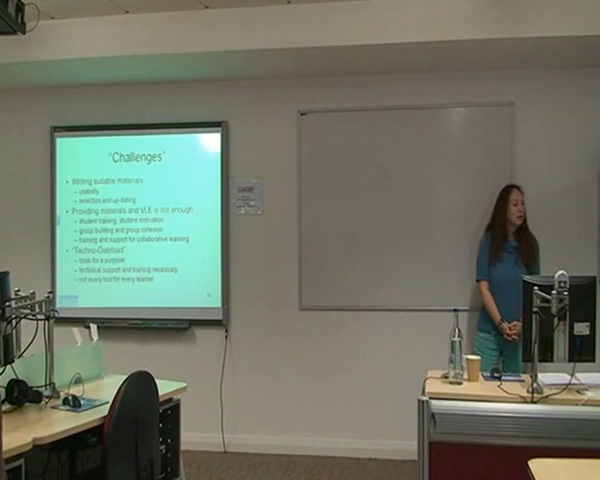 "Challenges"
• Writing suitable materials
– usability
– selection and up-dating
• Providing materials and VLE is not enough
– student training, student motivation
– group building and group cohesion
– training and support for collaborative learning
• "Techno-Overload"
– tools for a purpose
– technical support and training necessary
– not every tool for every learner